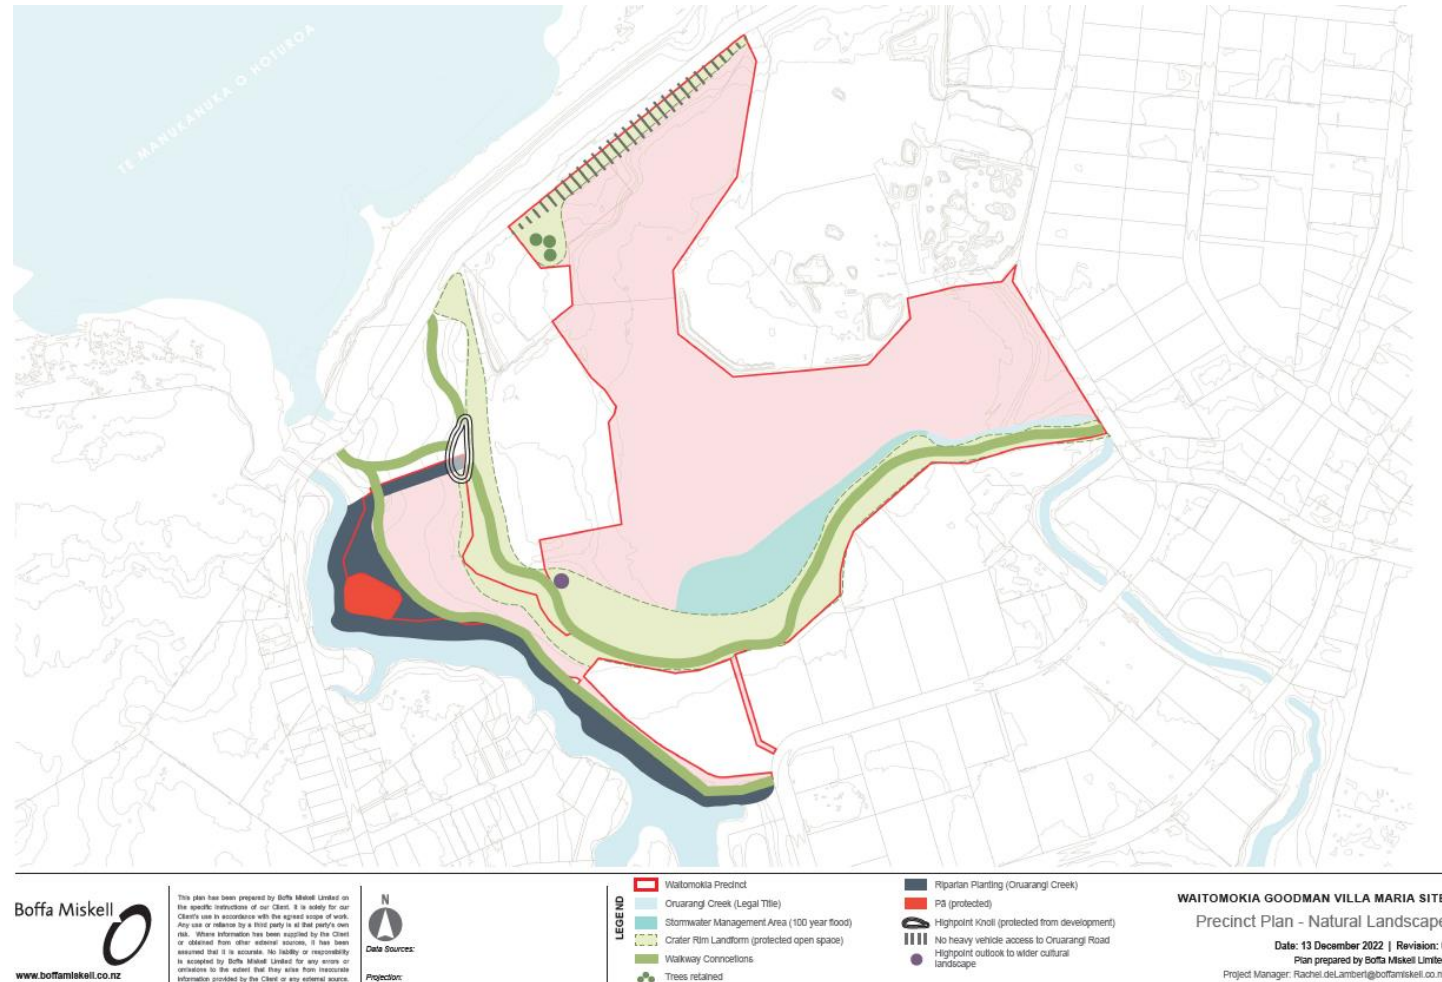 TE MANUKANUKA O HOTUROA
Boffa Miskell
www.boffamiskell.co.nz
This plan has been prepared by Boffa Miskell Limited on
the specific instructions of our Client. It is solely for our
Client's use in accordance with the agreed scope of work.
Any use or reliance by a third party is at that party's own
risk. Where information has been supplied by the Client
or obtained from other external sources, it has been
assumed that it is accurate. No liability or responsibility
is accepted by Boffa Miskell Limited for any errors or
omissions to the extent that they arise from inaccurate
information provided by the Client or any external source.
N
Data Sources:
Projection:
LEGEND
Waitomokia Precinct
Oruarangi Creek (Legal Title)
Stormwater Management Area (100 year flood)
Crater Rim Landform (protected open space)
Walkway Conncetions
Trees retained
Riparian Planting (Oruarangi Creek)
Pā (protected)
Highpoint Knoll (protected from development)
No heavy vehicle access to Oruarangi Road
Highpoint outlook to wider cultural
landscape
WAITOMOKIA GOODMAN VILLA MARIA SITE
Precinct Plan - Natural Landscape
Date: 13 December 2022 | Revision:
Plan prepared by Boffa Miskell Limite
Project Manager: Rachel.deLambert@boffamiskell.co.n